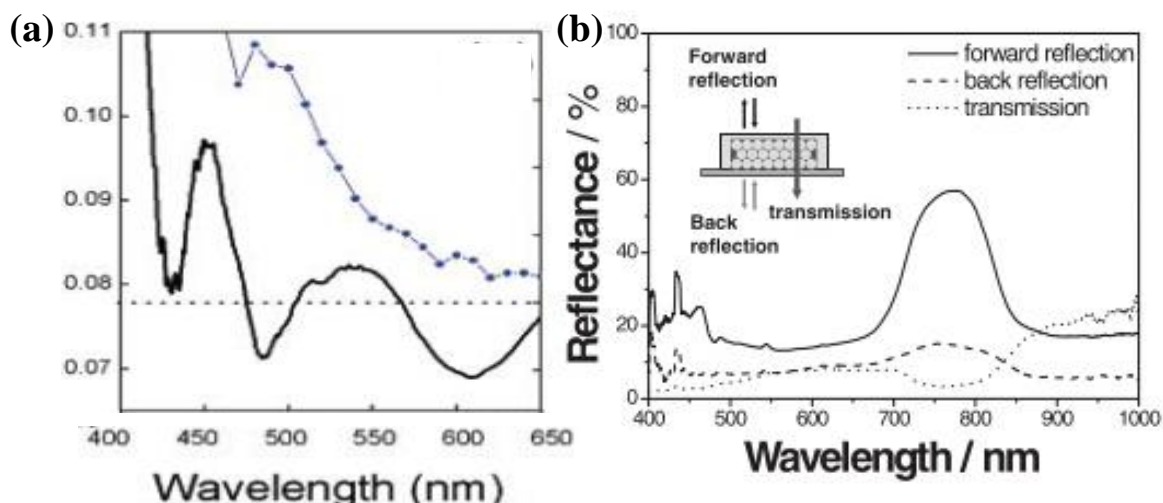 (a)
0.11
0.10
0.09
0.08
0.07
400 450 500 550 600 650
Wavelength (nm)
(b)
100
80
60
40
20
0
Reflectance / %
forward reflection
back reflection
transmission
Forward
reflection
Back
reflection
transmission
400 500 600 700 800 900 1000
Wavelength / nm